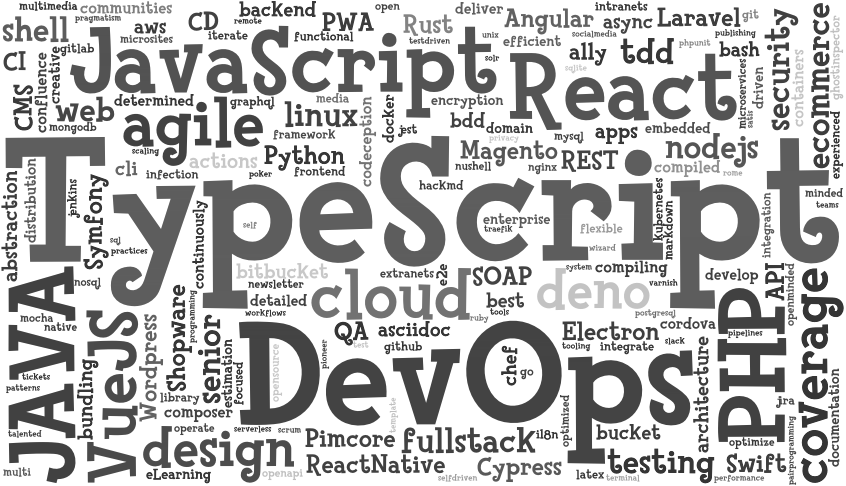 multimedia
communities
pragmatism
aws
CD
remote
backend
PWA
open
deliver
Angular
intranets
async
Laravel
git
shell
microsites
iterate
functional
Rust
testdriven
unix
efficient
socialmedia
publishing
gitlab
JavaScript
solr
React
ally
tdd
phpunit
bash
security
ecommerce
CI
confluence
creative
sqlite
microservices
driven
containers
ghostinspector
CMS
web
determined
graphql
media
docker
encryption
satis
mongodb
agile
linux
codeception
jest
bdd
domain
mysql
apps
embedded
experienced
scaling
framework
privacy
TypeScript
cli
actions
Python
Magento
REST
nodejs
infection
poker
frontend
nushell
nginx
compiled
rome
abstraction
distribution
jenkins
Symfony
hackmd
kubernetes
markdown
minded
teams
continuously
self
enterprise
traefik
flexible
integration
sql
practices
wizard
nosql
bitbucket
extranets
e2e
SOAP
system
compiling
varnish
develop
API
openminded
newsletter
cloud
deno
detailed
best
tools
workflows
ruby
postgresql
JAVA
mocha
native
VueJS
Wordpress
Shopware
programming
senior
DevOps
QA
asciidoc
Electron
cordova
PHP
pipelines
coverage
test
github
tooling
integrate
slack
patterns
tickets
bundling
estimation
focused
opensource
pioneer
chef
go
architecture
library
composer
template
optimized
jra
documentation
talented
operate
serverless
scrum
design
Pimcore
fullstack
i18n
bucket
optimize
pairprogramming
multi
eLearning
openapi
ReactNative
selfdriven
Cypress
latex
terminal
testing
Swift
performance